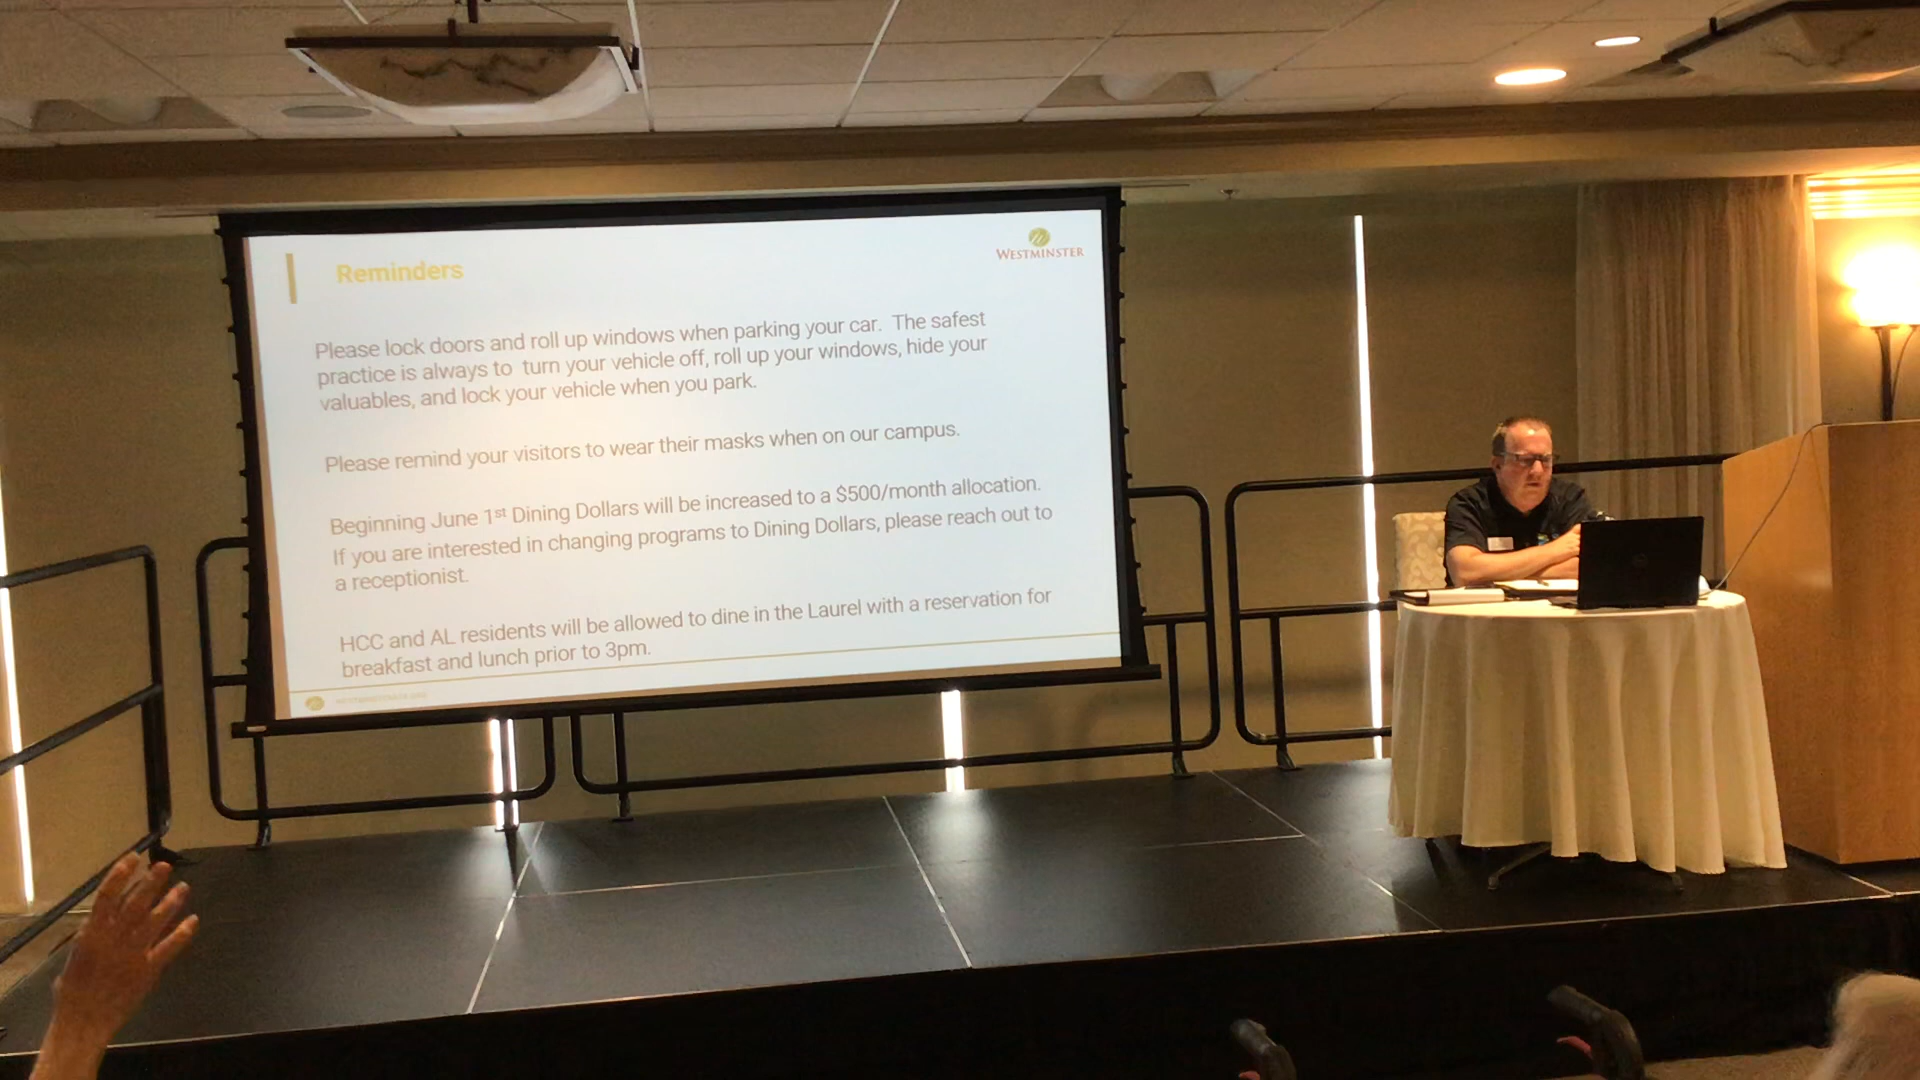 Reminders
WESTMINSTER
Please lock doors and roll up windows when parking your car. The safest
practice is always to turn your vehicle off, roll up your windows, hide your
valuables, and lock your vehicle when you park.
Please remind your visitors to wear their masks when on our campus.
Beginning June 1st Dining Dollars will be increased to a $500/month allocation.
If you are interested in changing programs to Dining Dollars, please reach out to
a receptionist.
HCC and AL residents will be allowed to dine in the Laurel with a reservation for
breakfast and lunch prior to 3pm.